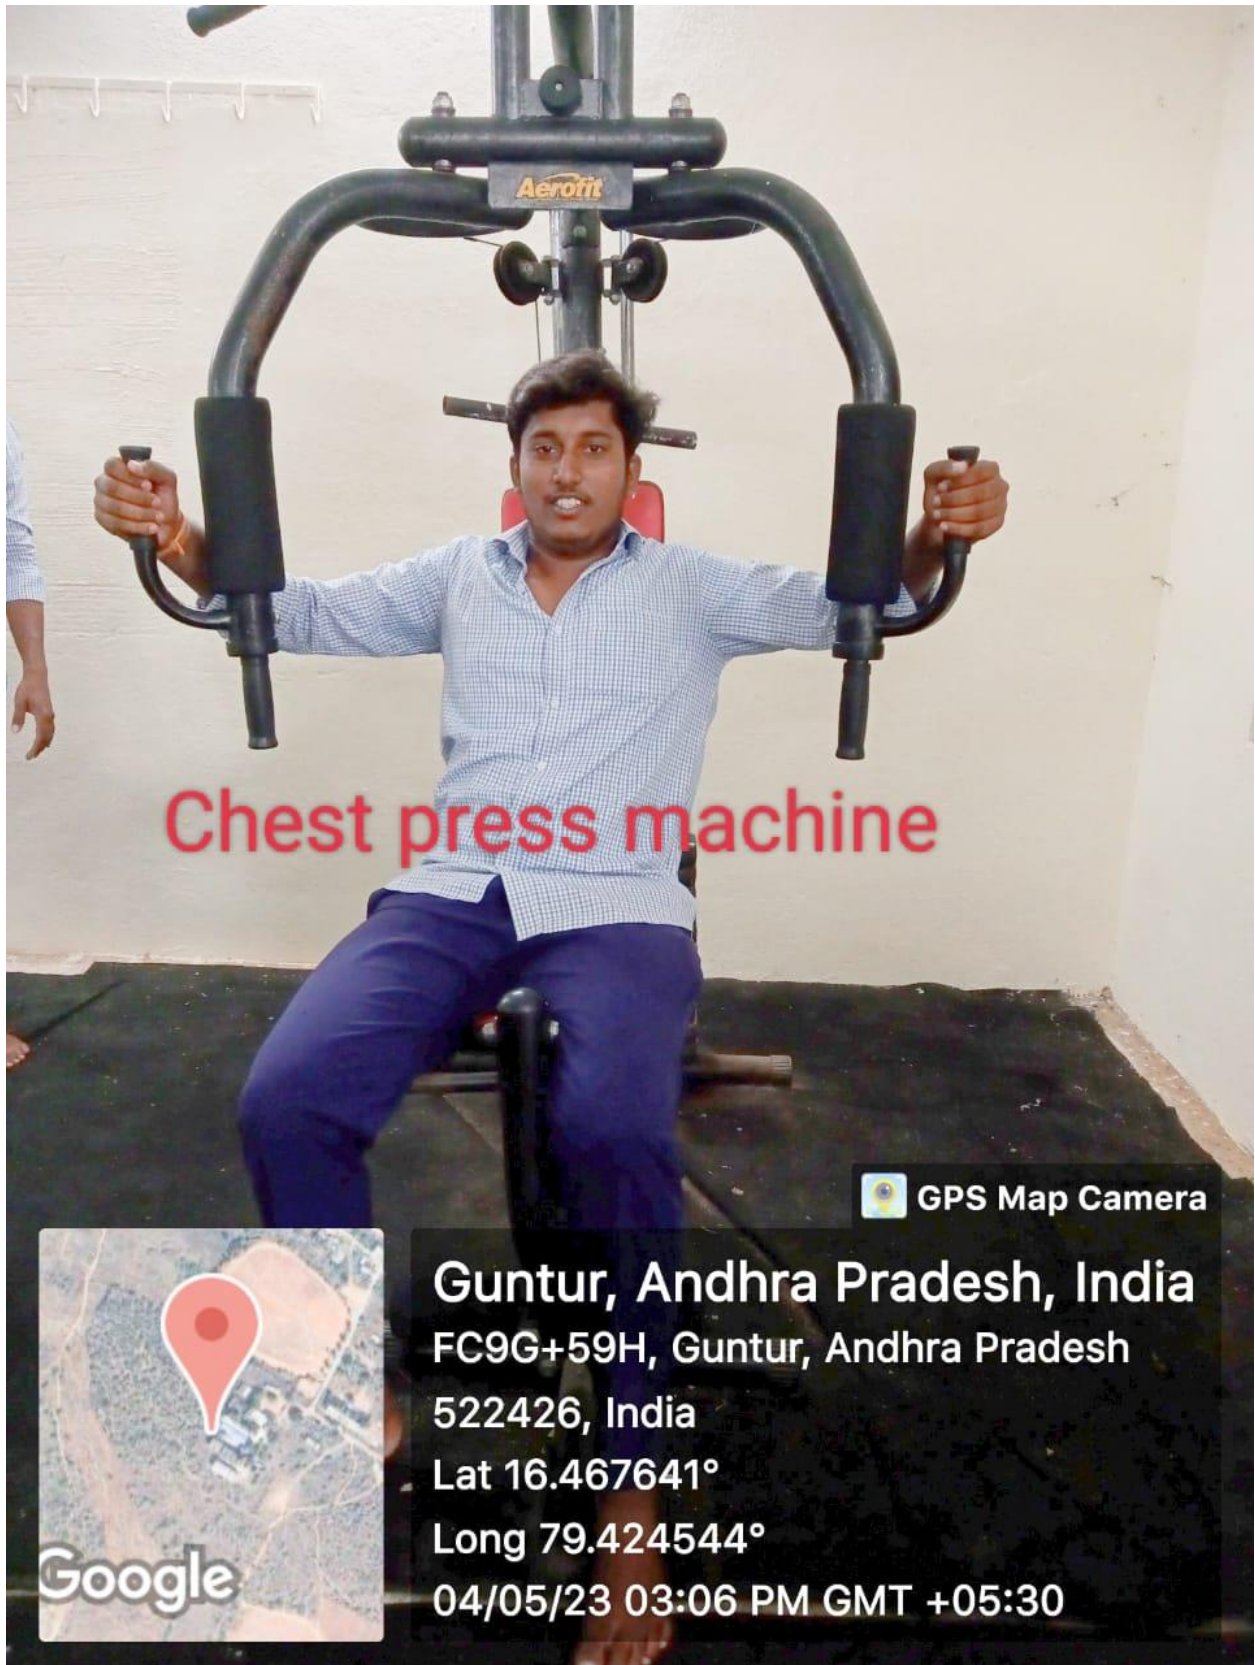 Aerofit
Chest press machine
GPS Map Camera
Guntur, Andhra Pradesh, India
FC9G+59H, Guntur, Andhra Pradesh
522426, India
Lat 16.467641°
Long 79.424544°
04/05/23 03:06 PM GMT +05:30
Google